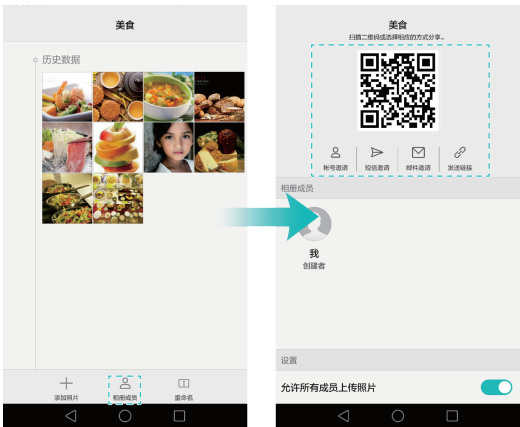 美食
历史数据
添加照片
相册成员
重命名
美食
扫描二维码或选择相应的方式分享。
帐号邀请
短信邀请
邮件邀请
发送链接
相册成员
我
创建者
设置
允许所有成员上传照片